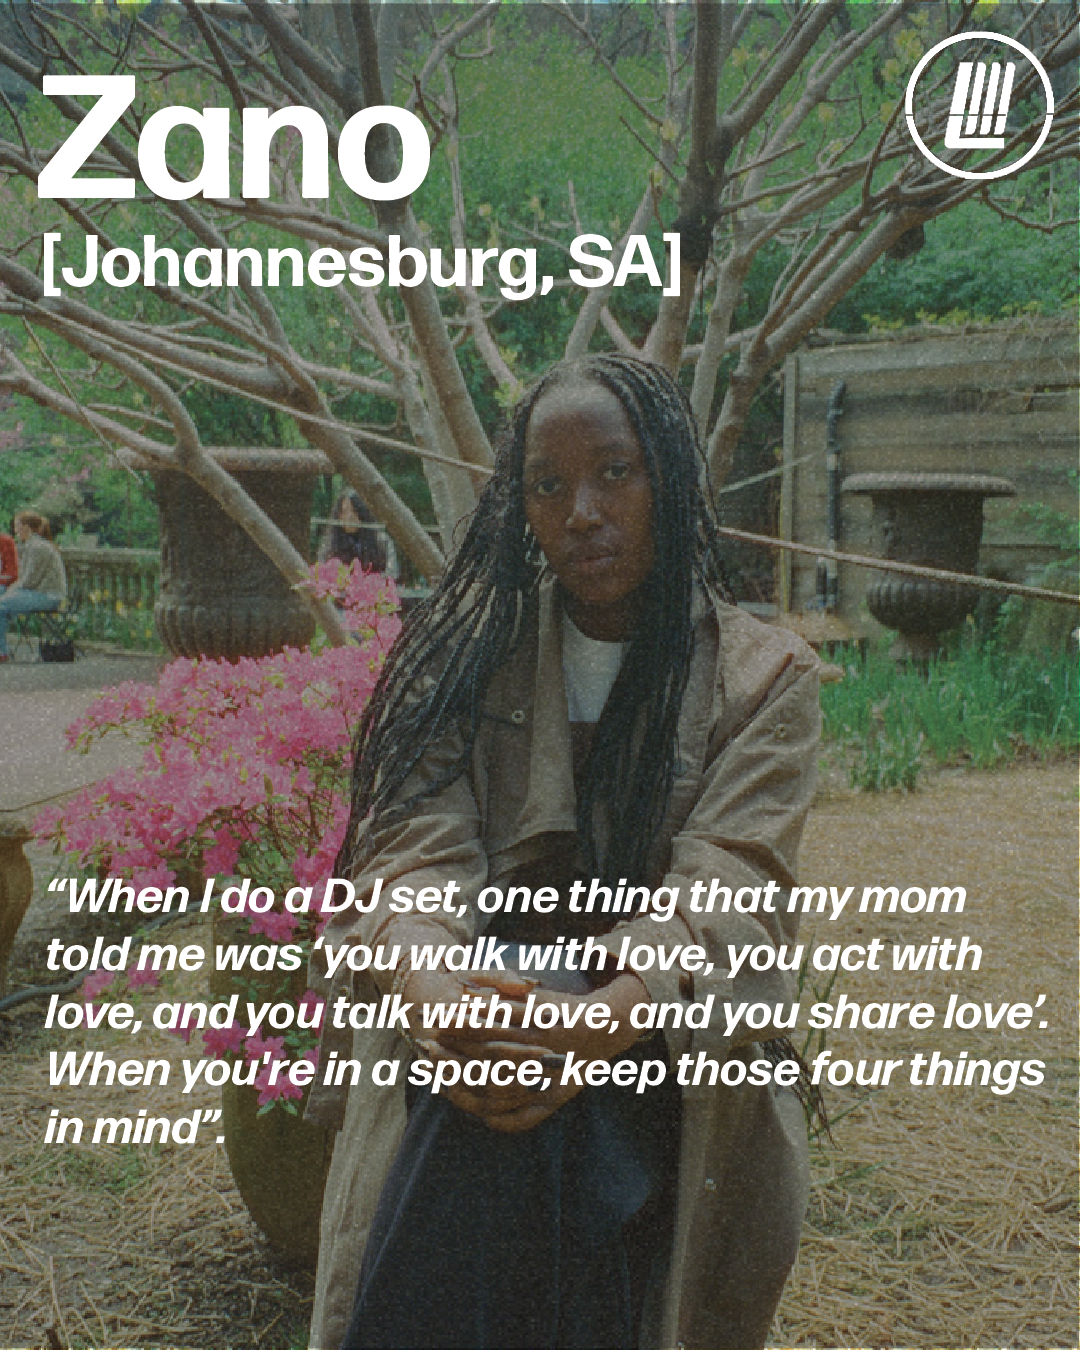 Zano
[Johannesburg, SA]
“When I do a DJ set, one thing that my mom
told me was ‘you walk with love, you act with
love, and you talk with love, and you share love’.
When you're in a space, keep those four things
in mind”.